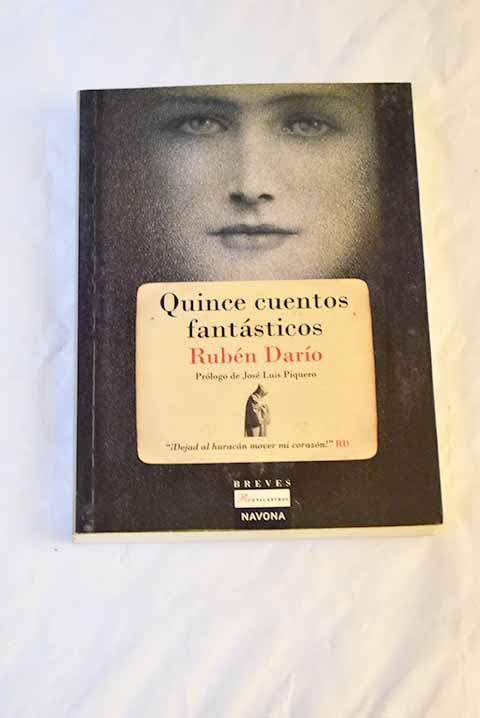 Quince cuentos
fantásticos
Rubén Darío
Prólogo de José Luis Piquero
“¡Dejad al huracán mover mi corazón!” RD
BREVES
REENCUENTROS
NAVONA